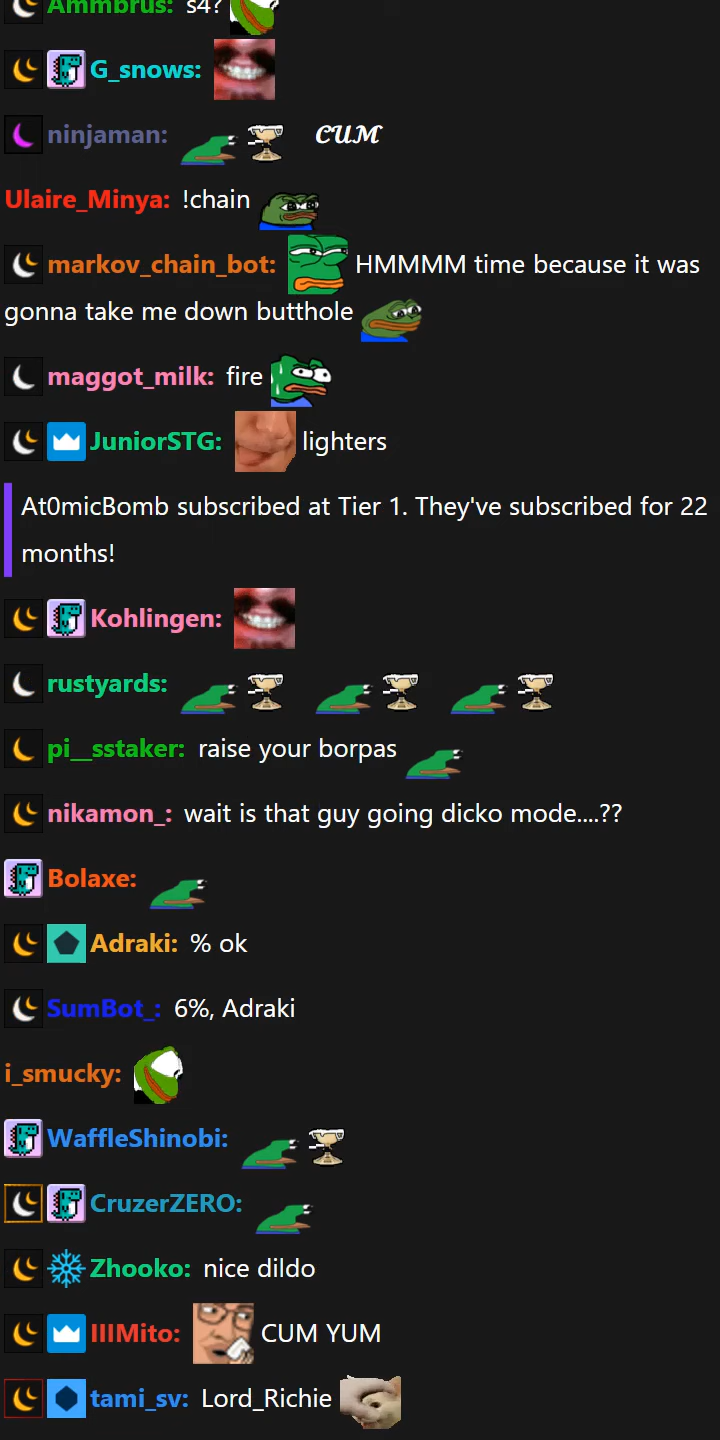 Ammbrus: s4?
G_snows:
ninjaman: CUM
Ulaire_Minya: !chain
markov_chain_bot: HMMMM time because it was
gonna take me down butthole
maggot_milk: fire
JuniorSTG: lighters
At0micBomb subscribed at Tier 1. They've subscribed for 22
months!
Kohlingen:
rustyards:
pi__sstaker: raise your borpas
nikamon_: wait is that guy going dicko mode....??
Bolaxe:
Adraki: % ok
SumBot_: 6%, Adraki
i_smucky:
WaffleShinobi:
CruzerZERO:
Zhooko: nice dildo
IIIMito: CUM YUM
tami_sv: Lord_Richie